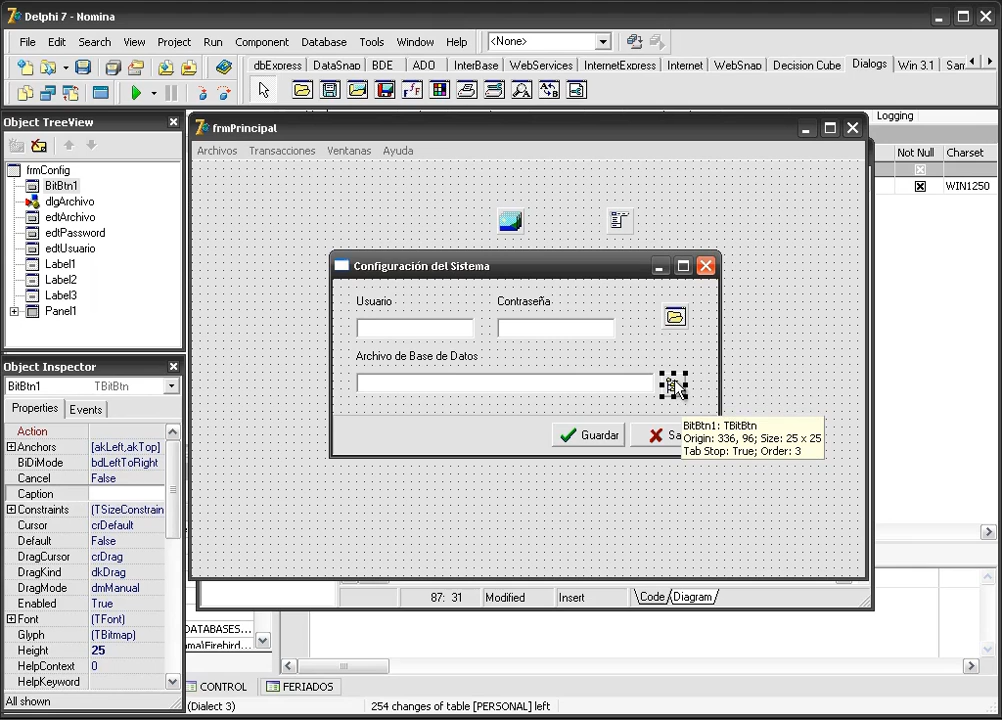 Delphi 7 - Nomina
File Edit Search View Project Run Component Database Tools Window Help <None>
dbExpress DataSnap BDE ADO InterBase WebServices InternetExpress Internet WebSnap Decision Cube Dialogs Win 3.1 Sam
Object TreeView
frmConfig
BitBtn1
dlgArchivo
edtArchivo
edtPassword
edtUsuario
Label1
Label2
Label3
Panel1
Object Inspector
BitBtn1 TBitBtn
Properties Events
Action
Anchors [akLeft,akTop]
BiDiMode bdLeftToRight
Cancel False
Caption
Constraints (TSizeConstrain
Cursor crDefault
Default False
DragCursor crDrag
DragKind dkDrag
DragMode dmManual
Enabled True
Font (TFont)
Glyph (TBitmap)
Height 25
HelpContext 0
HelpKeyword
All shown
frmPrincipal
Archivos Transacciones Ventanas Ayuda
Configuración del Sistema
Usuario Contraseña
Archivo de Base de Datos
Guardar Sa
BitBtn1: TBitBtn
Origin: 336, 96; Size: 25 x 25
Tab Stop: True; Order: 3
Logging
Not Null Charset
WIN1250
87: 31 Modified Insert Code Diagram
DATABASES...
ma\Firebird...
CONTROL FERIADOS
(Dialect 3) 254 changes of table [PERSONAL] left